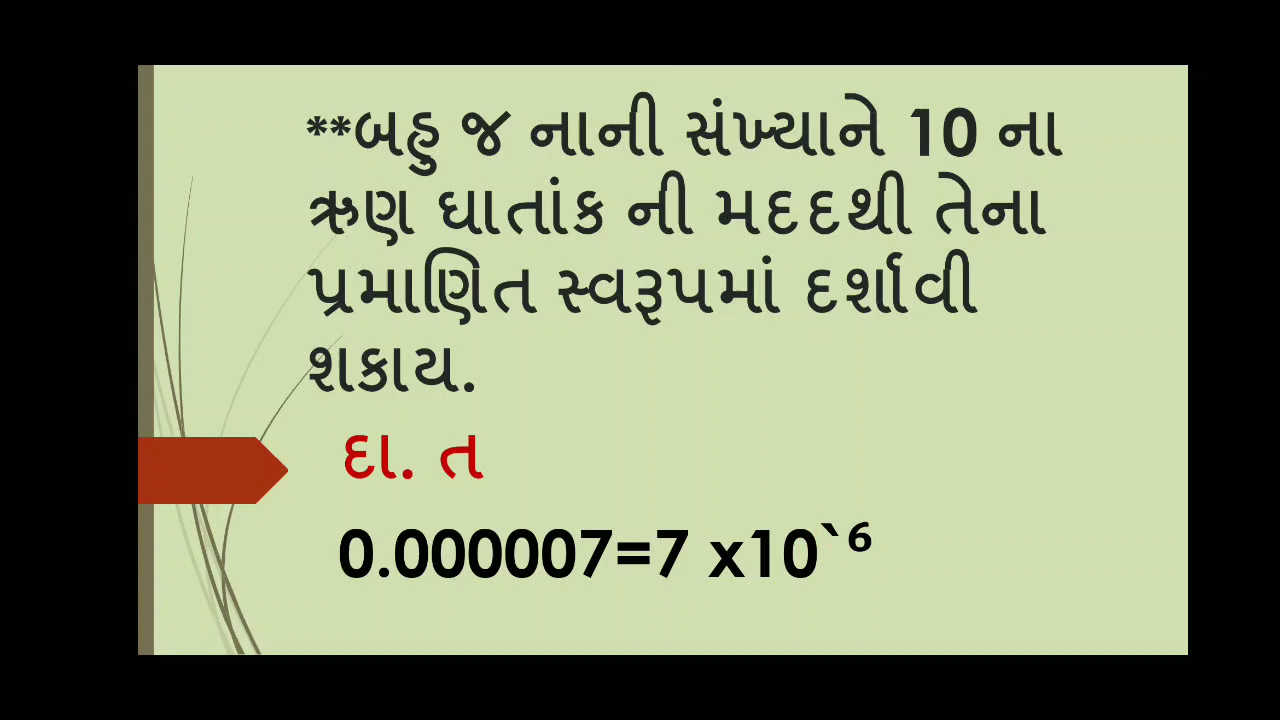 **બહુ જ નાની સંખ્યાને 10 ના
ઋણ ઘાતાંક ની મદદથી તેના
પ્રમાણિત સ્વરૂપમાં દર્શાવી
શકાય.
દા. ત
0.000007=7 x10`⁶